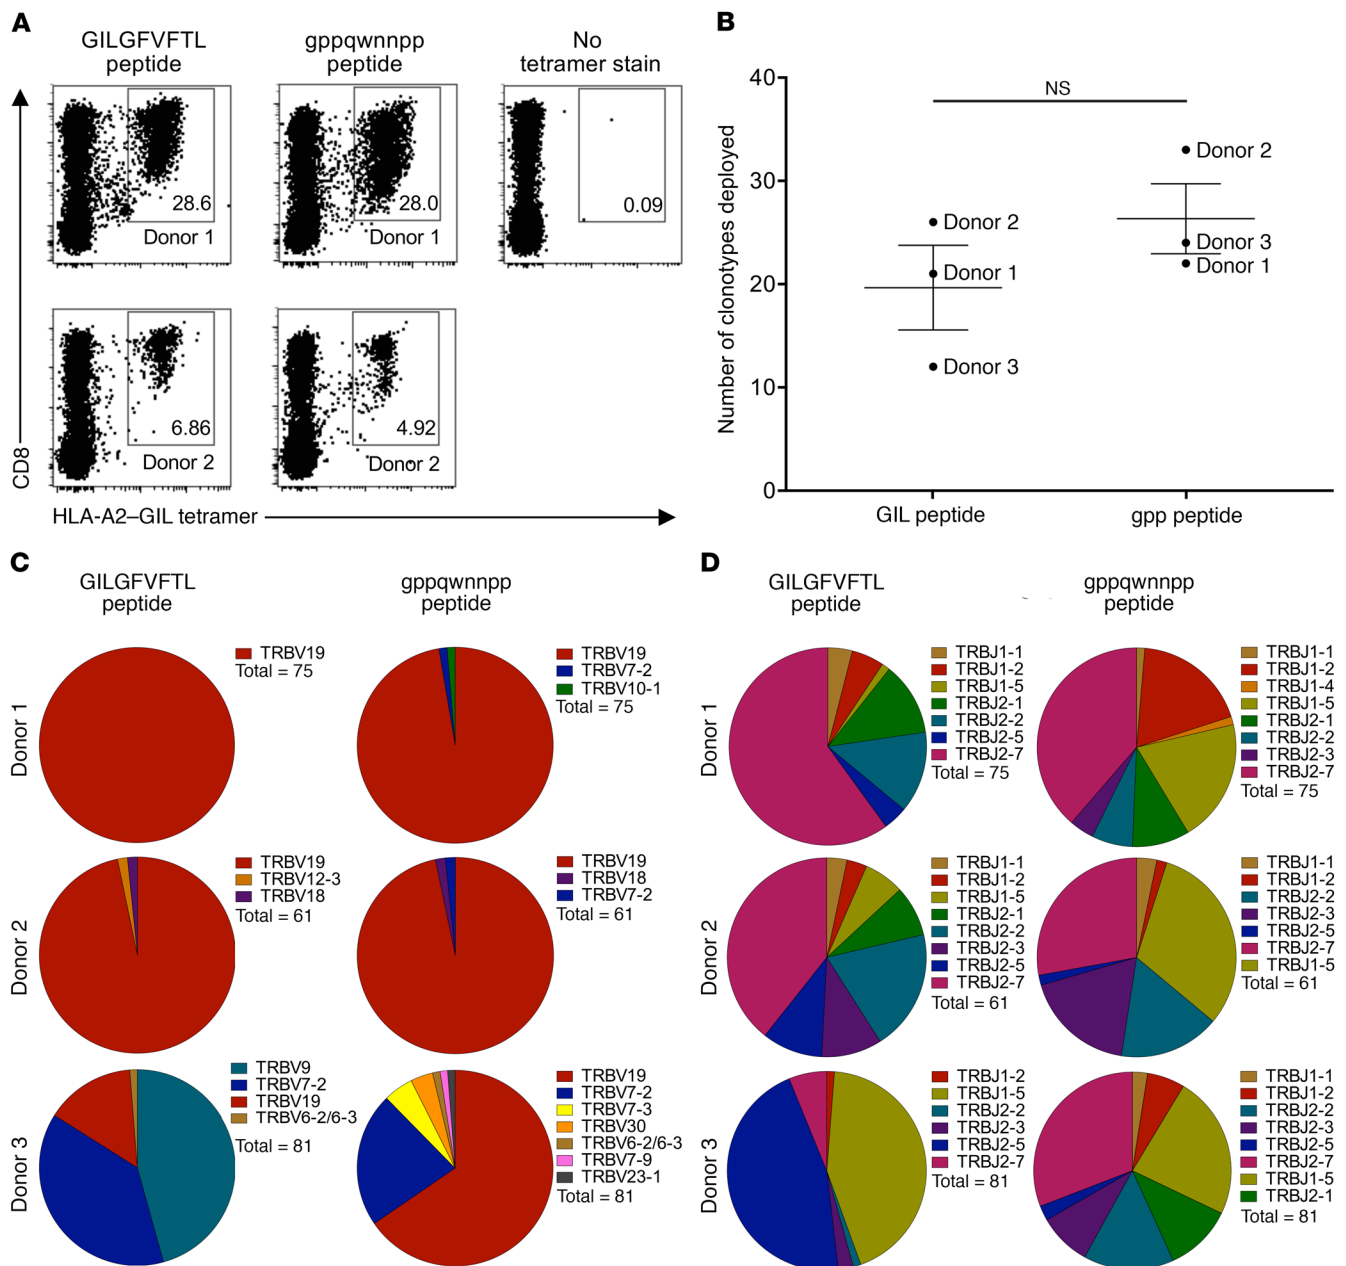 A
GILGFVFTL
peptide
gppqwnnpp
peptide
No
tetramer stain
28.6
Donor 1
28.0
Donor 1
0.09
6.86
Donor 2
4.92
Donor 2
CD8
HLA-A2–GIL tetramer
B
Number of clonotypes deployed
40
30
20
10
0
NS
Donor 2
Donor 1
Donor 3
Donor 2
Donor 3
Donor 1
GIL peptide
gpp peptide
C
GILGFVFTL
peptide
gppqwnnpp
peptide
Donor 1
TRBV19
Total = 75
TRBV19
TRBV7-2
TRBV10-1
Total = 75
Donor 2
TRBV19
TRBV12-3
TRBV18
Total = 61
TRBV19
TRBV18
TRBV7-2
Total = 61
Donor 3
TRBV9
TRBV7-2
TRBV19
TRBV6-2/6-3
Total = 81
TRBV19
TRBV7-2
TRBV7-3
TRBV30
TRBV6-2/6-3
TRBV7-9
TRBV23-1
Total = 81
D
GILGFVFTL
peptide
gppqwnnpp
peptide
Donor 1
TRBJ1-1
TRBJ1-2
TRBJ1-5
TRBJ2-1
TRBJ2-2
TRBJ2-5
TRBJ2-7
Total = 75
TRBJ1-1
TRBJ1-2
TRBJ1-4
TRBJ1-5
TRBJ2-1
TRBJ2-2
TRBJ2-3
TRBJ2-7
Total = 75
Donor 2
TRBJ1-1
TRBJ1-2
TRBJ1-5
TRBJ2-1
TRBJ2-2
TRBJ2-3
TRBJ2-5
TRBJ2-7
Total = 61
TRBJ1-1
TRBJ1-2
TRBJ2-2
TRBJ2-3
TRBJ2-5
TRBJ2-7
TRBJ1-5
Total = 61
Donor 3
TRBJ1-2
TRBJ1-5
TRBJ2-2
TRBJ2-3
TRBJ2-5
TRBJ2-7
Total = 81
TRBJ1-1
TRBJ1-2
TRBJ2-2
TRBJ2-3
TRBJ2-5
TRBJ2-7
TRBJ1-5
TRBJ2-1
Total = 81